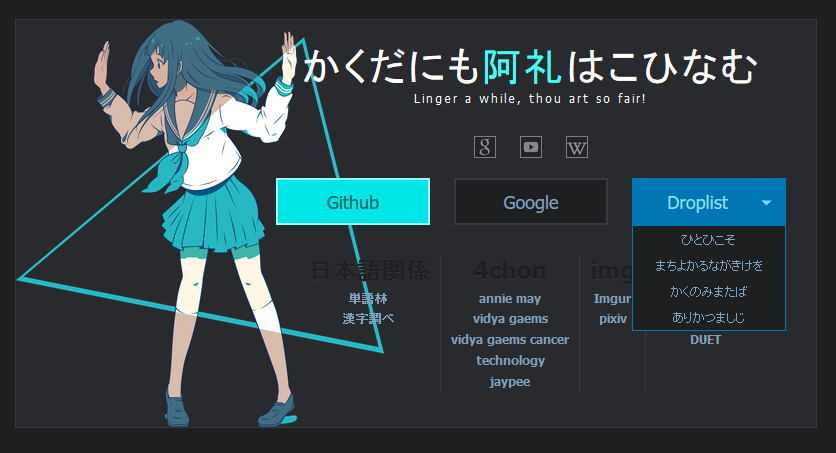 かくだにも阿礼はこひなむ
Linger a while, thou art so fair!
Github
Google
Droplist
ひとひこそ
まちよかるながきけを
かくのみまたば
ありかつましじ
日本語関係
単語林
漢字調べ
4chon
annie may
vidya gaems
vidya gaems cancer
technology
jaypee
Imgur
pixiv
DUET